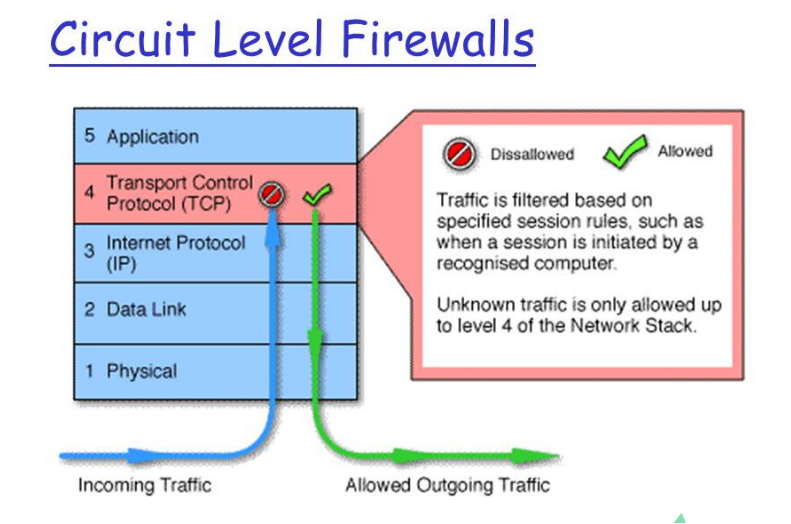 Circuit Level Firewalls
5 Application
4 Transport Control
Protocol (TCP)
3 Internet Protocol
(IP)
2 Data Link
1 Physical
Dissallowed
Allowed
Traffic is filtered based on
specified session rules, such as
when a session is initiated by a
recognised computer.
Unknown traffic is only allowed up
to level 4 of the Network Stack.
Incoming Traffic
Allowed Outgoing Traffic